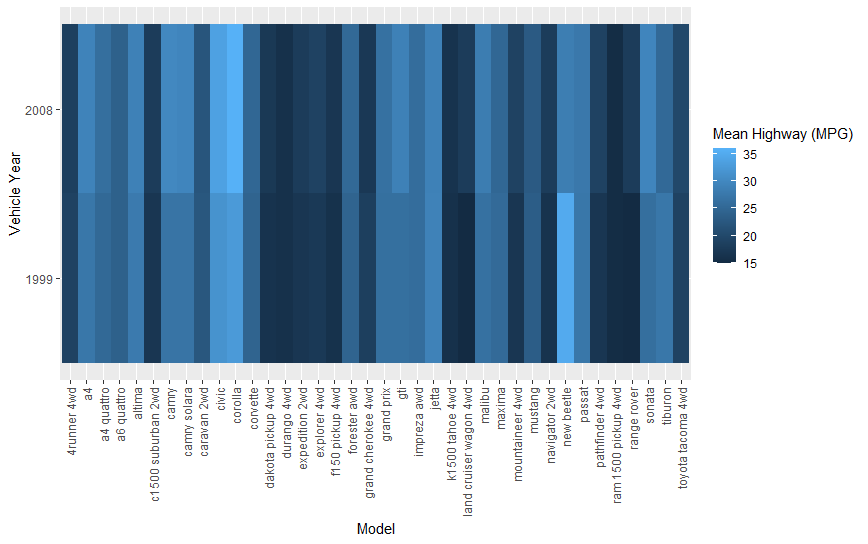 Vehicle Year
2008
1999
Mean Highway (MPG)
35
30
25
20
15
4runner 4wd
a4
a4 quattro
a6 quattro
altima
c1500 suburban 2wd
camry
camry solara
caravan 2wd
civic
corolla
corvette
dakota pickup 4wd
durango 4wd
expedition 2wd
explorer 4wd
f150 pickup 4wd
forester awd
grand cherokee 4wd
grand prix
gti
impreza awd
jetta
k1500 tahoe 4wd
land cruiser wagon 4wd
malibu
maxima
mountaineer 4wd
mustang
navigator 2wd
new beetle
passat
pathfinder 4wd
ram 1500 pickup 4wd
range rover
sonata
tiburon
toyota tacoma 4wd
Model